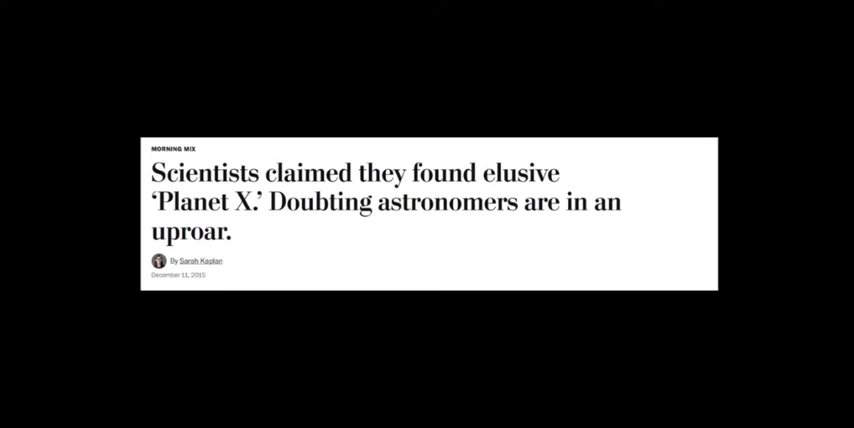 MORNING MIX
Scientists claimed they found elusive
‘Planet X.’ Doubting astronomers are in an
uproar.
By Sarah Kaplan
December 11, 2015